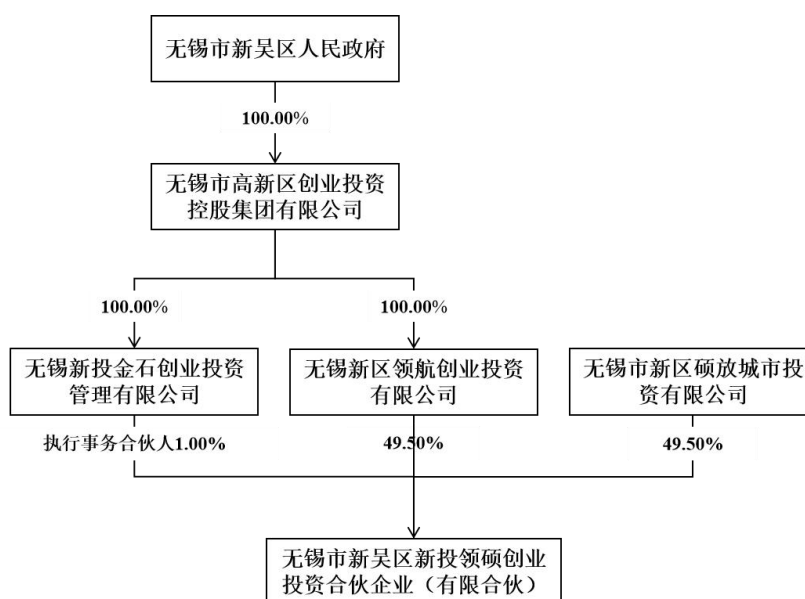 无锡市新吴区人民政府
100.00%
无锡市高新区创业投资
控股集团有限公司
100.00%
100.00%
无锡新投金石创业投资
管理有限公司
无锡新区领航创业投资
有限公司
无锡市新区硕放城市投
资有限公司
执行事务合伙人1.00%
49.50%
49.50%
无锡市新吴区新投领硕创业
投资合伙企业（有限合伙）